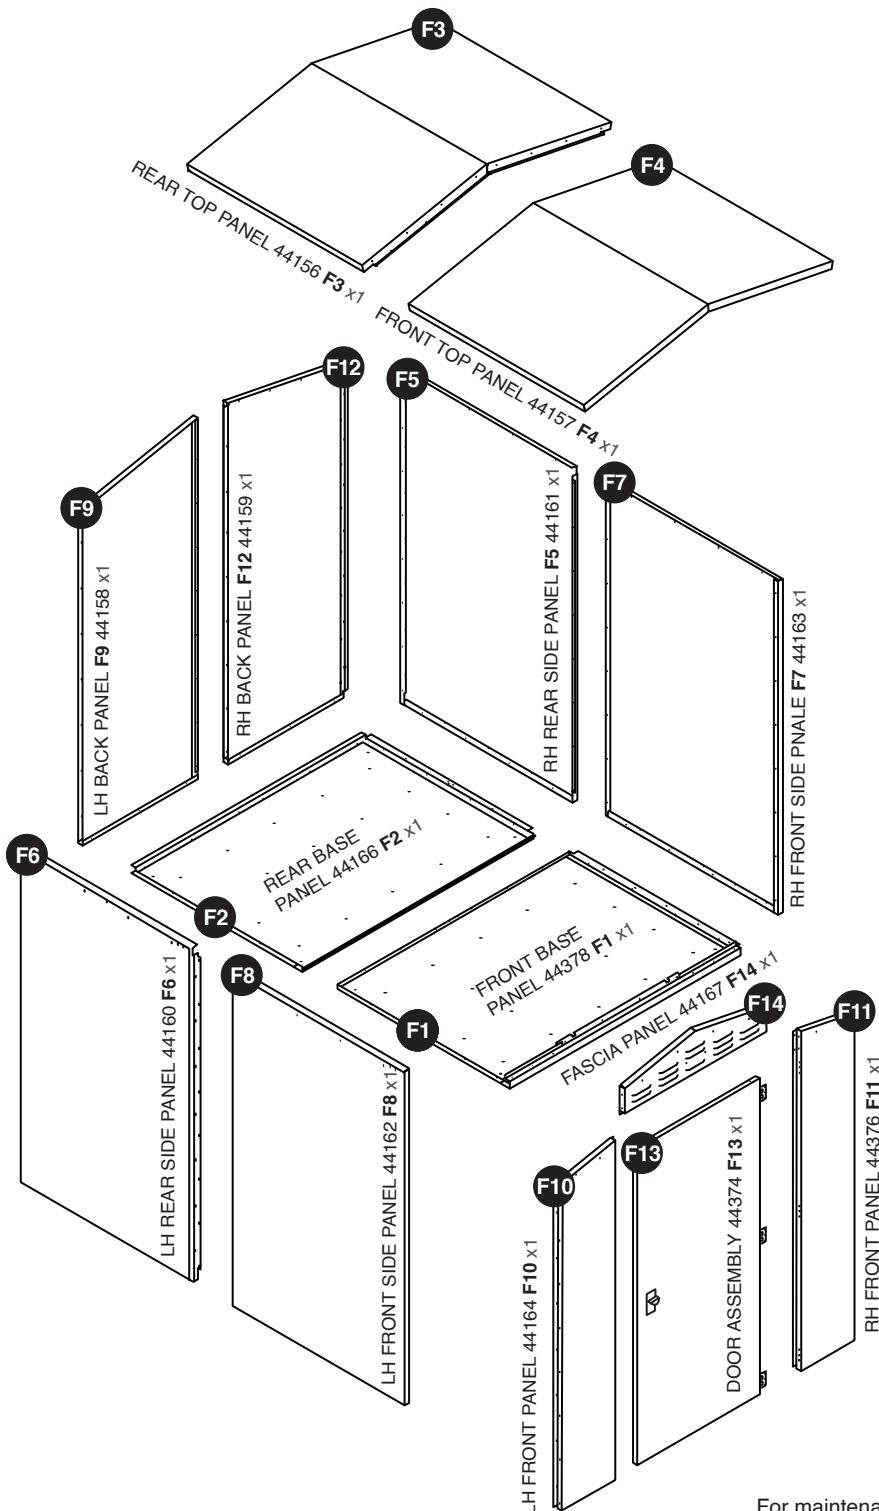 F3
F4
REAR TOP PANEL 44156 F3 x1
FRONT TOP PANEL 44157 F4 x1
F12
F5
F7
F9
LH BACK PANEL F9 44158 x1
RH BACK PANEL F12 44159 x1
RH REAR SIDE PANEL F5 44161 x1
RH FRONT SIDE PNALE F7 44163 x1
F6
F2
REAR BASE
PANEL 44166 F2 x1
F8
F1
FRONT BASE
PANEL 44378 F1 x1
FASCIA PANEL 44167 F14 x1
F14
F11
LH REAR SIDE PANEL 44160 F6 x1
LH FRONT SIDE PANEL 44162 F8 x1
F10
F13
LH FRONT PANEL 44164 F10 x1
DOOR ASSEMBLY 44374 F13 x1
RH FRONT PANEL 44376 F11 x1
For maintena